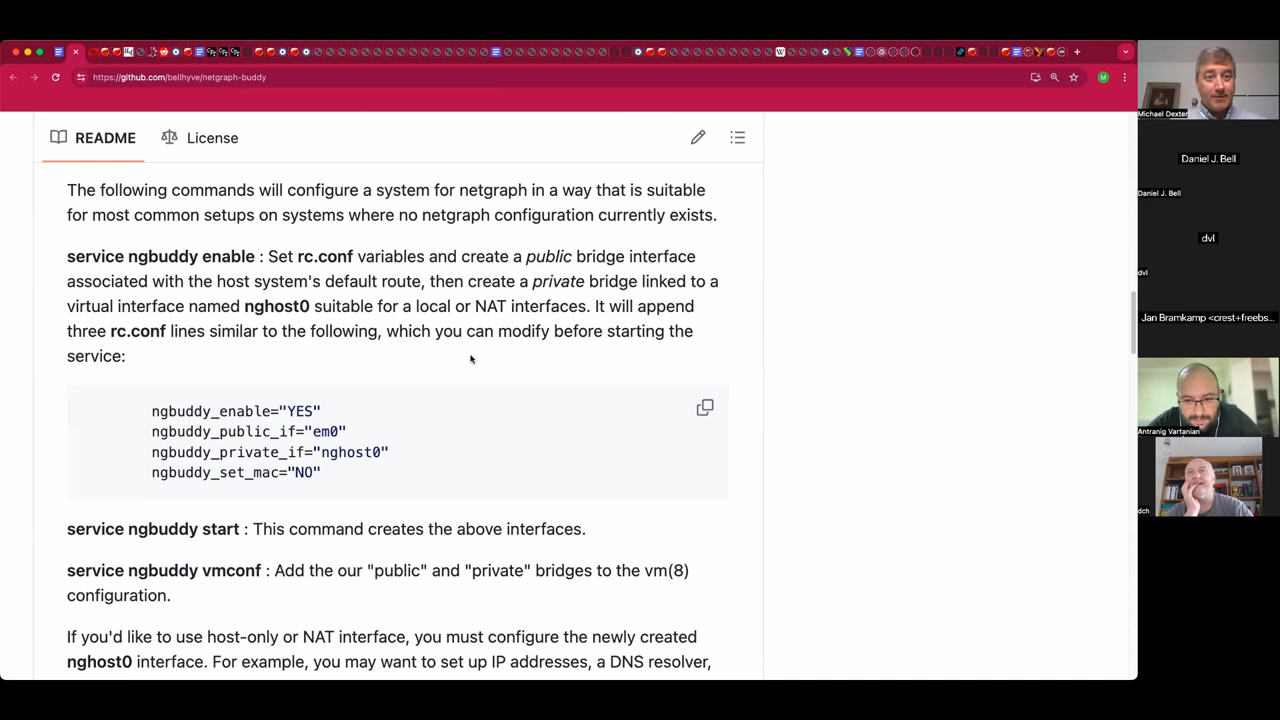 https://github.com/bellhyve/netgraph-buddy
README
License
The following commands will configure a system for netgraph in a way that is suitable
for most common setups on systems where no netgraph configuration currently exists.
service ngbuddy enable : Set rc.conf variables and create a public bridge interface
associated with the host system's default route, then create a private bridge linked to a
virtual interface named nghost0 suitable for a local or NAT interfaces. It will append
three rc.conf lines similar to the following, which you can modify before starting the
service:
ngbuddy_enable="YES"
ngbuddy_public_if="em0"
ngbuddy_private_if="nghost0"
ngbuddy_set_mac="NO"
service ngbuddy start : This command creates the above interfaces.
service ngbuddy vmconf : Add the our "public" and "private" bridges to the vm(8)
configuration.
If you'd like to use host-only or NAT interface, you must configure the newly created
nghost0 interface. For example, you may want to set up IP addresses, a DNS resolver,
M
Michael Dexter
Daniel J. Bell
Daniel J. Bell
dvl
dvl
Jan Bramkamp <crest+freebs...
Antranig Vartanian
dch